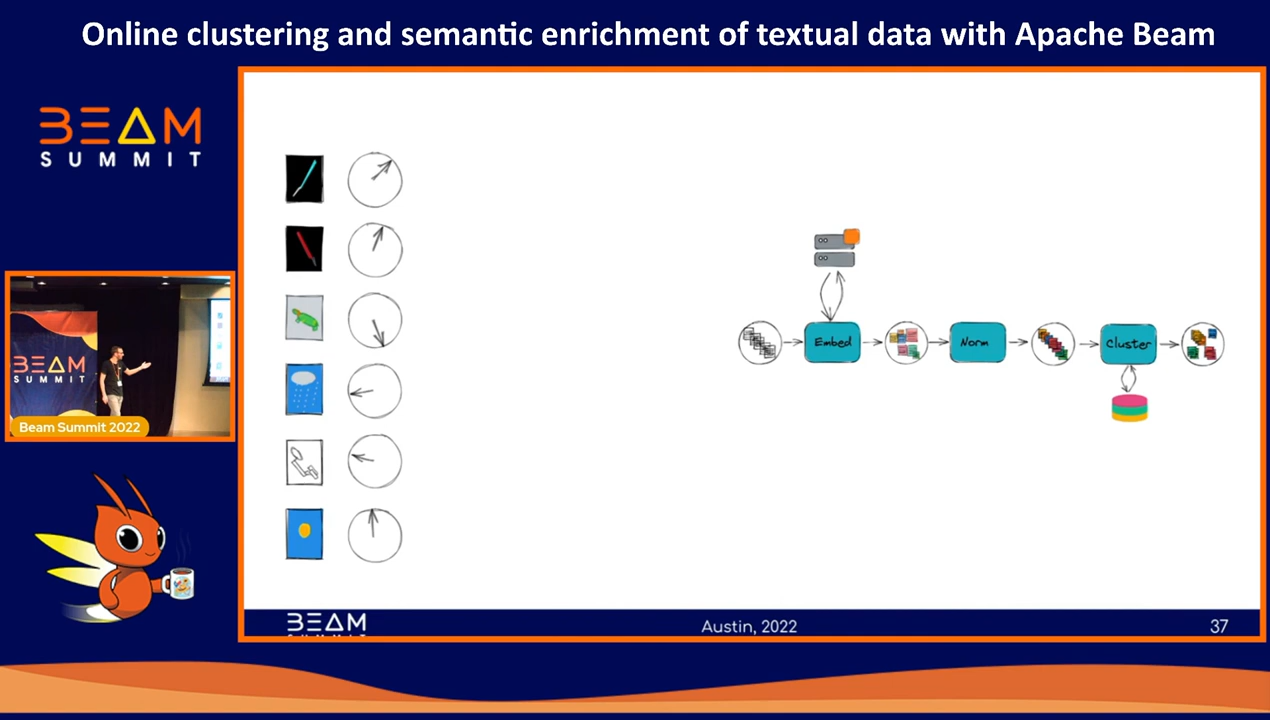 Online clustering and semantic enrichment of textual data with Apache Beam
BEAM
SUMMIT
BEAM
SUMMIT
Beam Summit 2022
Embed
Norm
Cluster
BEAM
Austin, 2022
37